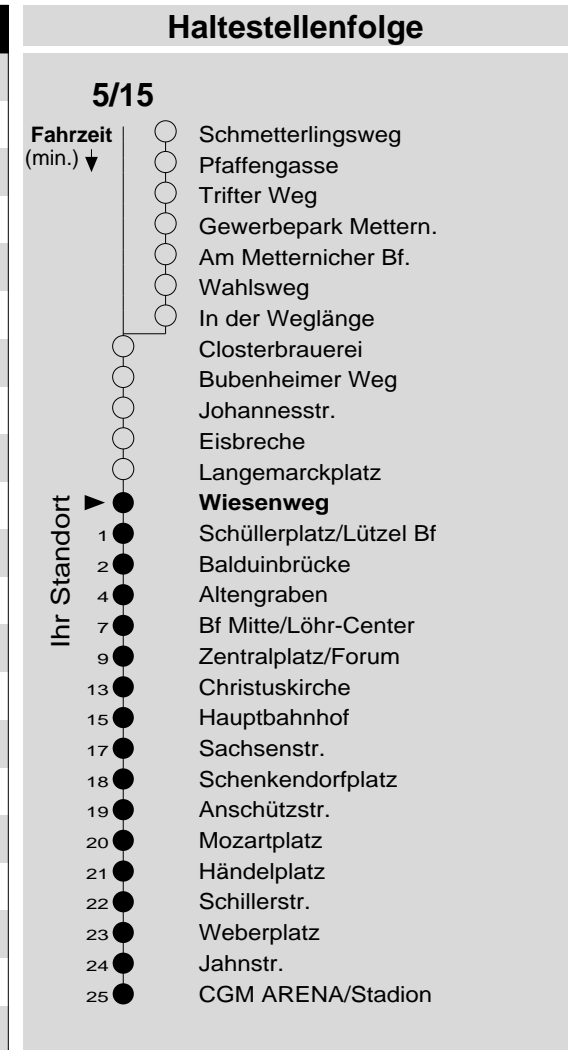 Haltestellenfolge
5/15
Fahrzeit
(min.)
Schmetterlingsweg
Pfaffengasse
Trifter Weg
Gewerbepark Mettern.
Am Metternicher Bf.
Wahlsweg
In der Weglänge
Closterbrauerei
Bubenheimer Weg
Johannesstr.
Eisbreche
Langemarckplatz
Ihr Standort
Wiesenweg
1 Schüllerplatz/Lützel Bf
2 Balduinbrücke
4 Altengraben
7 Bf Mitte/Löhr-Center
9 Zentralplatz/Forum
13 Christuskirche
15 Hauptbahnhof
17 Sachsenstr.
18 Schenkendorfplatz
19 Anschützstr.
20 Mozartplatz
21 Händelplatz
22 Schillerstr.
23 Weberplatz
24 Jahnstr.
25 CGM ARENA/Stadion